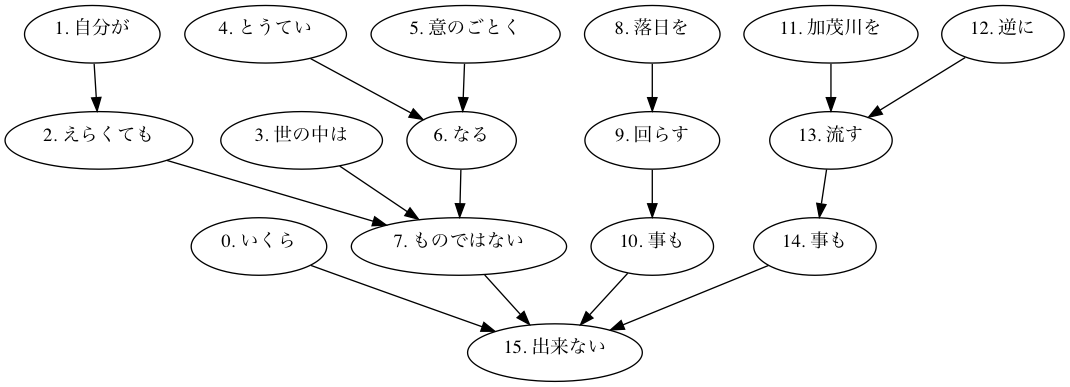 1. 自分が
4. とうてい
5. 意のごとく
8. 落日を
11. 加茂川を
12. 逆に
2. えらくても
3. 世の中は
6. なる
9. 回らす
13. 流す
0. いくら
7. ものではない
10. 事も
14. 事も
15. 出来ない